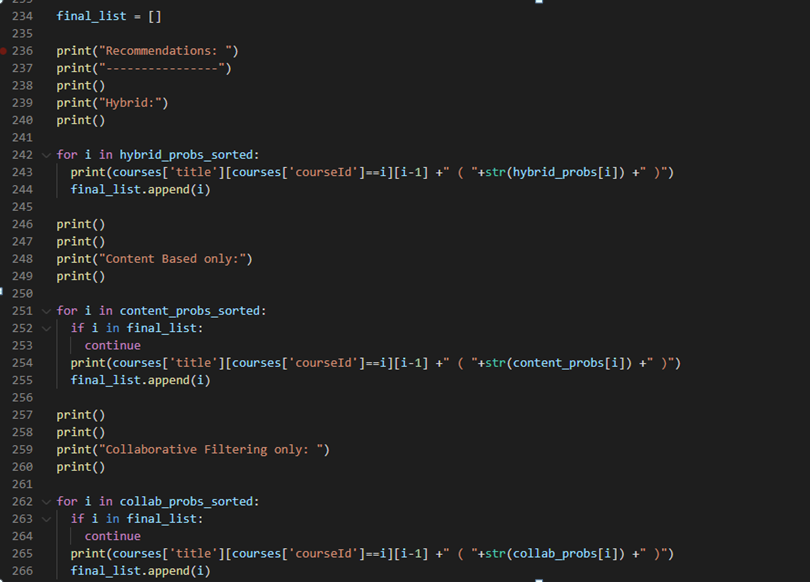 234 final_list = []
235
236 print("Recommendations: ")
237 print("----------------")
238 print()
239 print("Hybrid:")
240 print()
241
242 for i in hybrid_probs_sorted:
243 print(courses['title'][courses['courseId']==i][i-1] +" ( "+str(hybrid_probs[i]) +" )")
244 final_list.append(i)
245
246 print()
247 print()
248 print("Content Based only:")
249 print()
250
251 for i in content_probs_sorted:
252 if i in final_list:
253 continue
254 print(courses['title'][courses['courseId']==i][i-1] +" ( "+str(content_probs[i]) +" )")
255 final_list.append(i)
256
257 print()
258 print()
259 print("Collaborative Filtering only: ")
260 print()
261
262 for i in collab_probs_sorted:
263 if i in final_list:
264 continue
265 print(courses['title'][courses['courseId']==i][i-1] +" ( "+str(collab_probs[i]) +" )")
266 final_list.append(i)